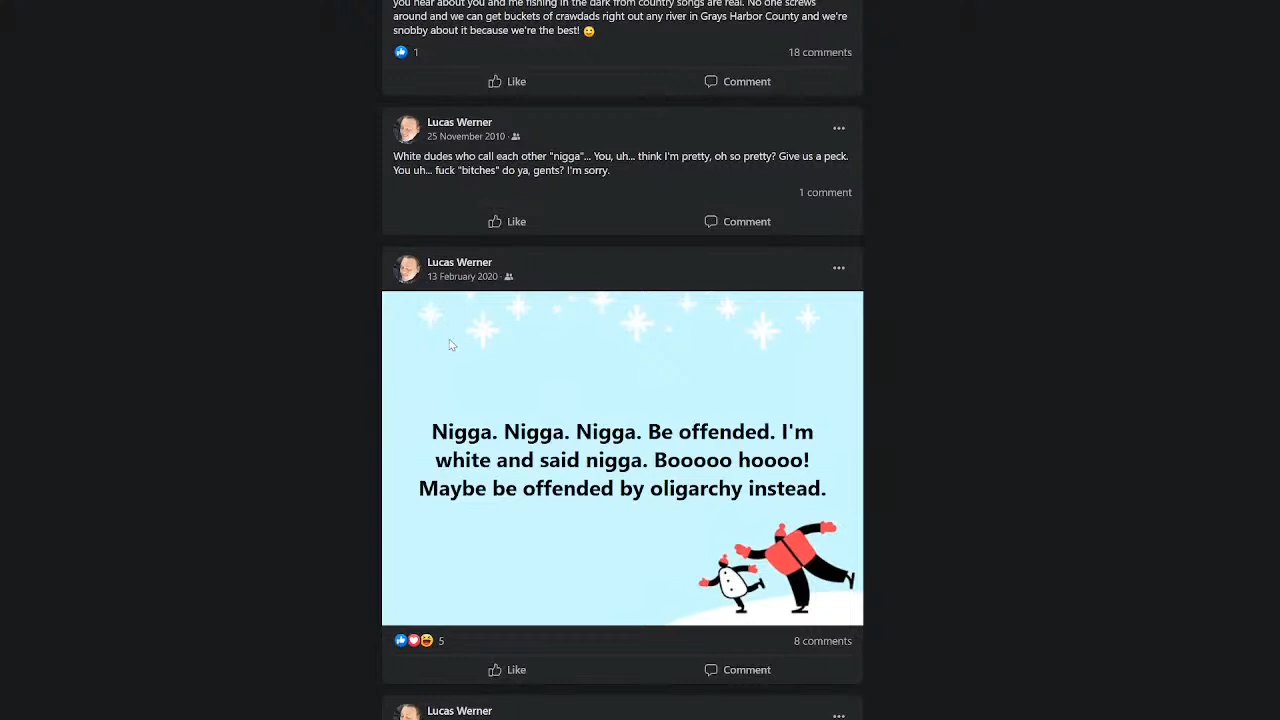 you hear about you and me fishing in the dark from country songs are real. No one screws
around and we can get buckets of crawdads right out any river in Grays Harbor County and we're
snobby about it because we're the best! 🙂
1
18 comments
Like
Comment
Lucas Werner
25 November 2010 ·
White dudes who call each other "nigga"... You, uh... think I'm pretty, oh so pretty? Give us a peck.
You uh... fuck "bitches" do ya, gents? I'm sorry.
1 comment
Like
Comment
Lucas Werner
13 February 2020 ·
Nigga. Nigga. Nigga. Be offended. I'm
white and said nigga. Booooo hoooo!
Maybe be offended by oligarchy instead.
5
8 comments
Like
Comment
Lucas Werner